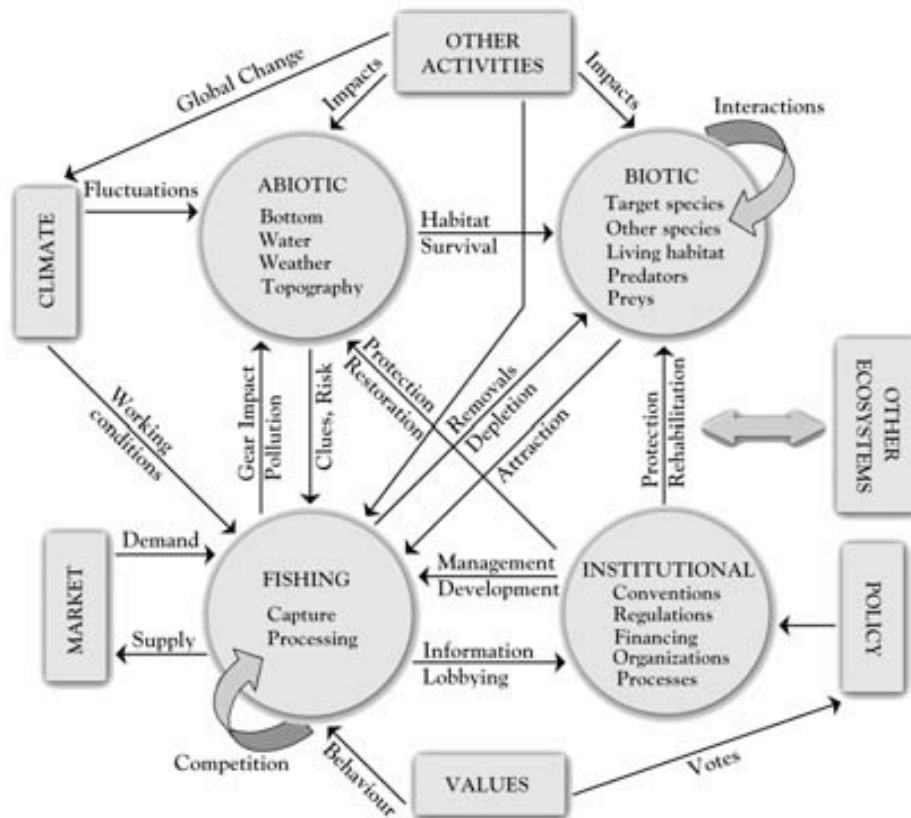 OTHER
ACTIVITIES
Global Change
Impacts
Impacts
Interactions
CLIMATE
Fluctuations
ABIOTIC
Bottom
Water
Weather
Topography
Habitat
Survival
BIOTIC
Target species
Other species
Living habitat
Predators
Preys
Working
conditions
Gear Impact
Pollution
Clues, Risk
Protection
Restoration
Removals
Depletion
Attraction
Protection
Rehabilitation
OTHER
ECOSYSTEMS
MARKET
Demand
Supply
FISHING
Capture
Processing
Management
Development
Information
Lobbying
INSTITUTIONAL
Conventions
Regulations
Financing
Organizations
Processes
POLICY
Competition
Behaviour
VALUES
Votes